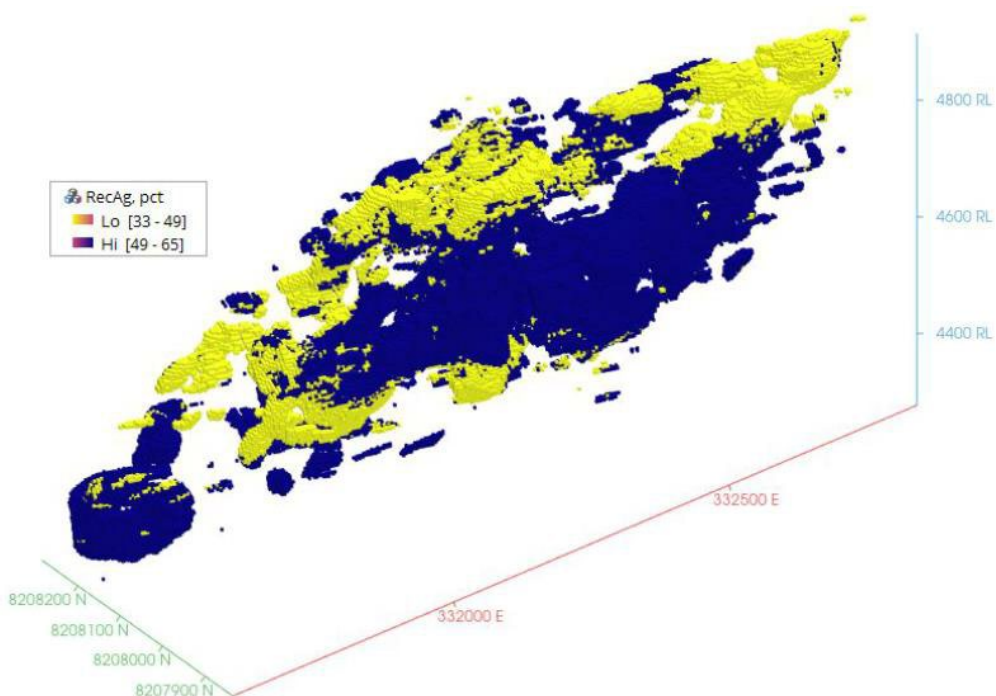 4800 RL
RecAg, pct
Lo [33 - 49]
4600 RL
Hi [49 - 65]
4400 RL
332500 E
8208200 N
332000 E
8208100 N
8208000 N
8207900 N